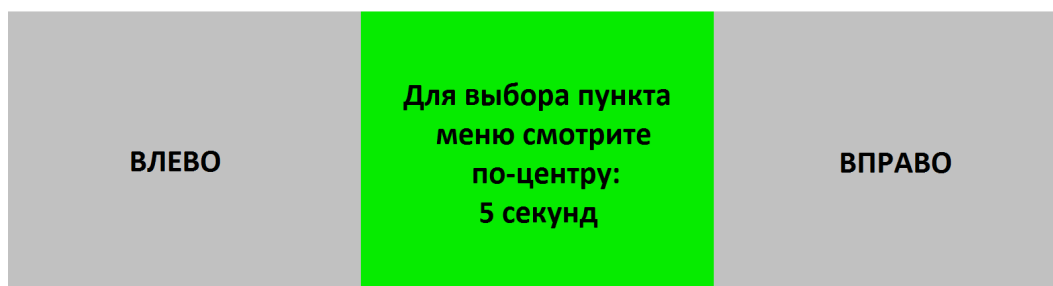 ВЛЕВО
Для выбора пункта
меню смотрите
по-центру:
5 секунд
ВПРАВО